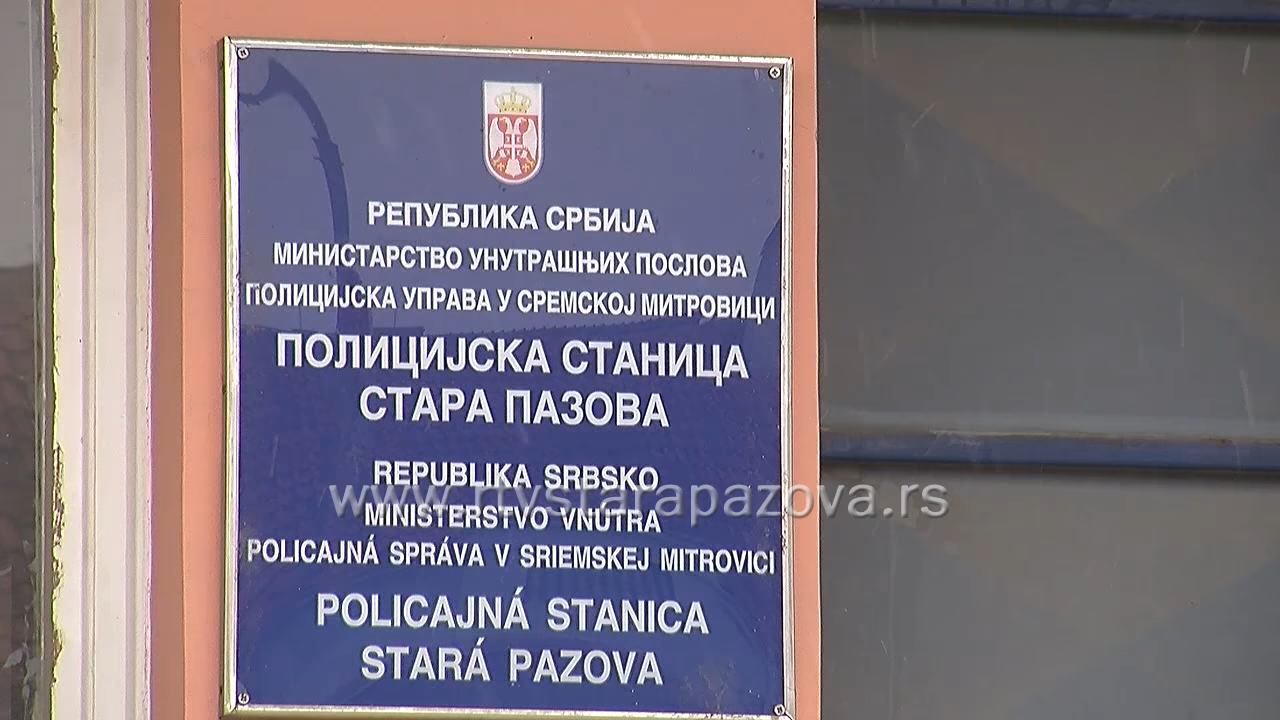 РЕПУБЛИКА СРБИЈА
МИНИСТАРСТВО УНУТРАШЊИХ ПОСЛОВА
ПОЛИЦИЈСКА УПРАВА У СРЕМСКОЈ МИТРОВИЦИ
ПОЛИЦИЈСКА СТАНИЦА
СТАРА ПАЗОВА
REPUBLIKA SRBSKO
www.rtvstarapazova.rs
MINISTERSTVO VNÚTRA
POLICAJNÁ SPRÁVA V SRIEMSKEJ MITROVICI
POLICAJNÁ STANICA
STARÁ PAZOVA